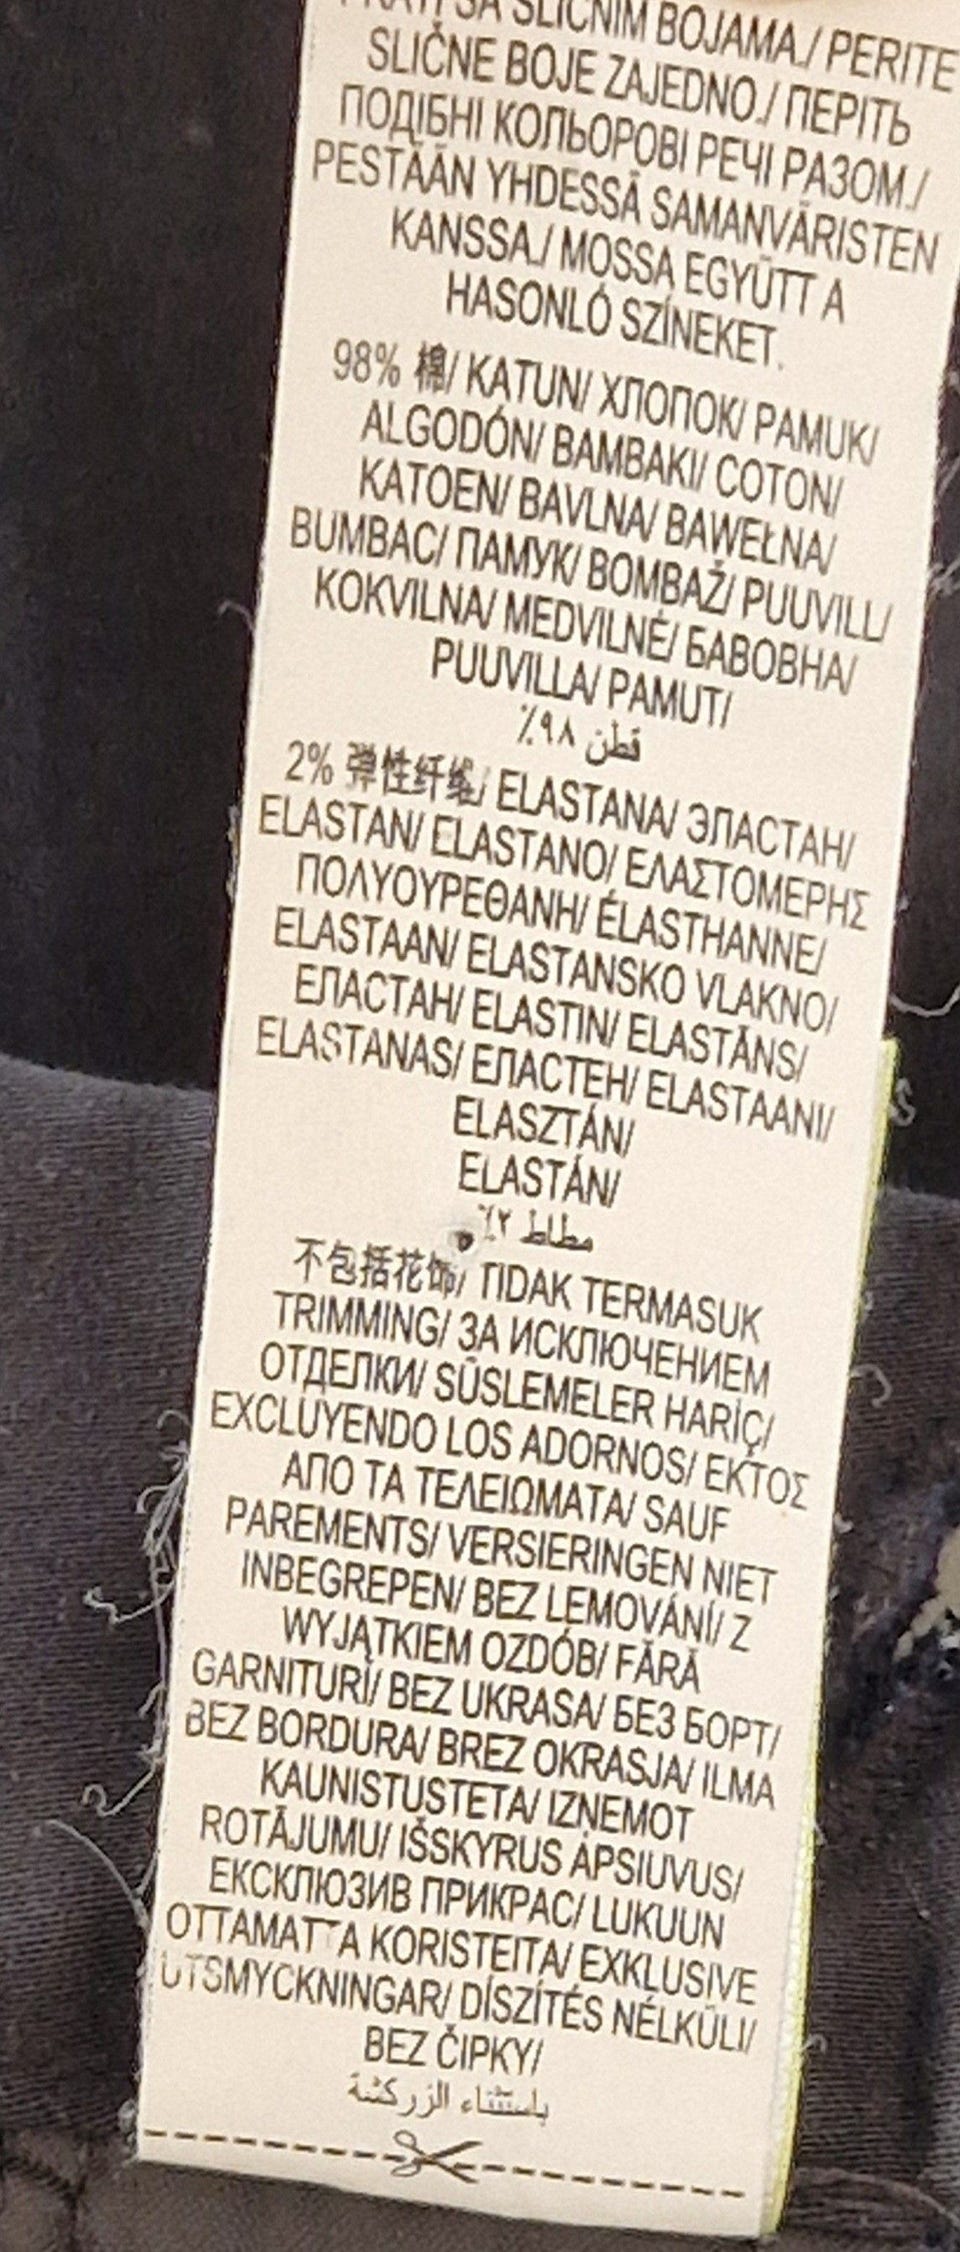 PRATI SA SLIČNIM BOJAMA./ PERITE
SLIČNE BOJE ZAJEDNO./ ПЕРІТЬ
ПОДІБНІ КОЛЬОРОВІ РЕЧІ РАЗОМ./
PESTÄÄN YHDESSÄ SAMANVÄRISTEN
KANSSA./ MOSSA EGYÜTT A
HASONLÓ SZÍNEKET.
98% 棉/ KATUN/ ХЛОПОК/ PAMUK/
ALGODÓN/ BAMBAKI/ COTON/
KATOEN/ BAVLNA/ BAWEŁNA/
BUMBAC/ ПАМУК/ BOMBAŽ/ PUUVILL/
KOKVILNA/ MEDVILNĖ/ БАВОВНА/
PUUVILLA/ PAMUT/
قطن ٩٨٪
2% 弹性纤维/ ELASTANA/ ЭЛАСТАН/
ELASTAN/ ELASTANO/ ΕΛΑΣΤΟΜΕΡΗΣ
ΠΟΛΥΟΥΡΕΘΑΝΗ/ ÉLASTHANNE/
ELASTAAN/ ELASTANSKO VLAKNO/
ЕЛАСТАН/ ELASTIN/ ELASTĀNS/
ELASTANAS/ ЕЛАСТЕН/ ELASTAANI/
ELASZTÁN/
ELASTÁN/
مطاط ٢٪
不包括花饰/ TIDAK TERMASUK
TRIMMING/ ЗА ИСКЛЮЧЕНИЕМ
ОТДЕЛКИ/ SÜSLEMELER HARİÇ/
EXCLUYENDO LOS ADORNOS/ ΕΚΤΟΣ
ΑΠΟ ΤΑ ΤΕΛΕΙΩΜΑΤΑ/ SAUF
PAREMENTS/ VERSIERINGEN NIET
INBEGREPEN/ BEZ LEMOVÁNÍ/ Z
WYJĄTKIEM OZDÓB/ FĂRĂ
GARNITURI/ BEZ UKRASA/ БЕЗ БОРТ/
BEZ BORDURA/ BREZ OKRASJA/ ILMA
KAUNISTUSTETA/ IZŅEMOT
ROTĀJUMU/ IŠSKYRUS APSIUVUS/
ЕКСКЛЮЗИВ ПРИКРАС/ LUKUUN
OTTAMATTA KORISTEITA/ EXKLUSIVE
UTSMYCKNINGAR/ DÍSZÍTÉS NÉLKÜLI/
BEZ ČIPKY/
باستثناء الزركشة